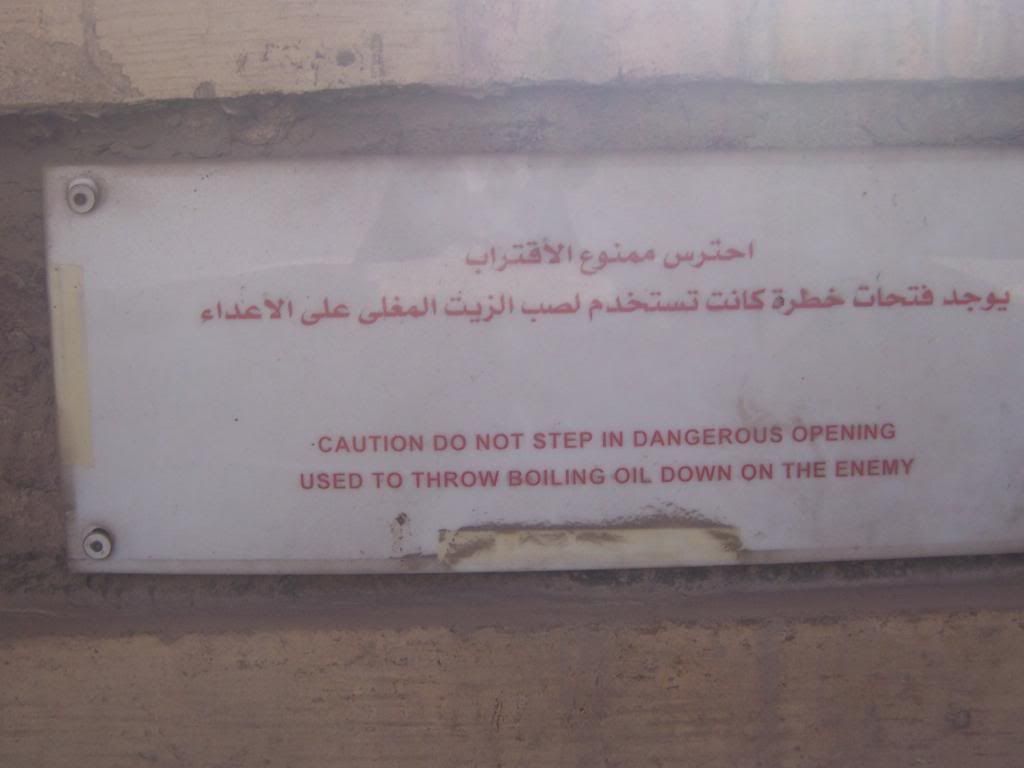 احترس ممنوع الأقتراب
يوجد فتحات خطرة كانت تستخدم لصب الزيت المغلى على الاعداء
CAUTION DO NOT STEP IN DANGEROUS OPENING
USED TO THROW BOILING OIL DOWN ON THE ENEMY